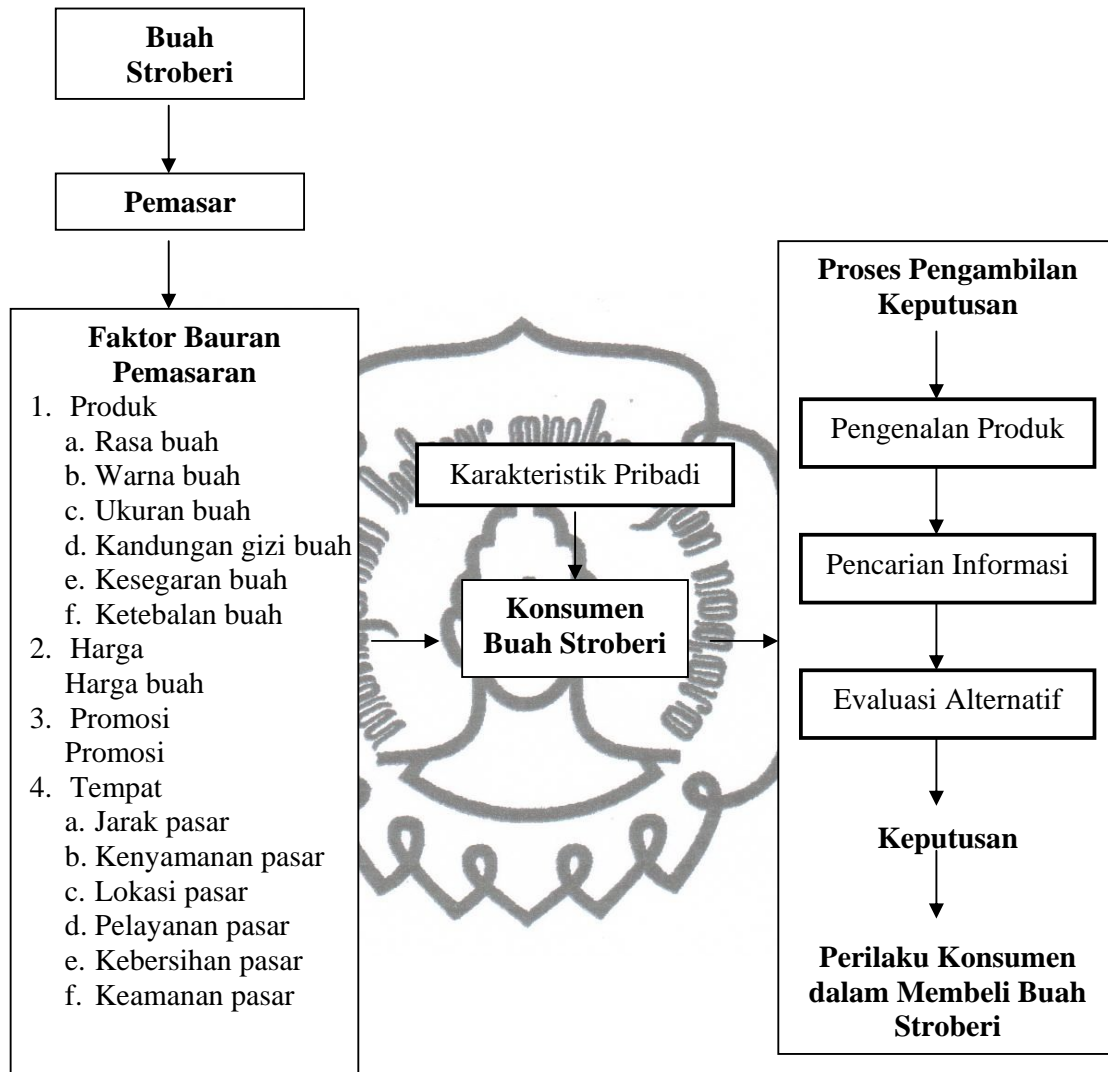 Buah
Stroberi
Pemasar
Faktor Bauran
Pemasaran
1. Produk
a. Rasa buah
b. Warna buah
c. Ukuran buah
d. Kandungan gizi buah
e. Kesegaran buah
f. Ketebalan buah
2. Harga
Harga buah
3. Promosi
Promosi
4. Tempat
a. Jarak pasar
b. Kenyamanan pasar
c. Lokasi pasar
d. Pelayanan pasar
e. Kebersihan pasar
f. Keamanan pasar
Karakteristik Pribadi
Konsumen
Buah Stroberi
Proses Pengambilan
Keputusan
Pengenalan Produk
Pencarian Informasi
Evaluasi Alternatif
Keputusan
Perilaku Konsumen
dalam Membeli Buah
Stroberi